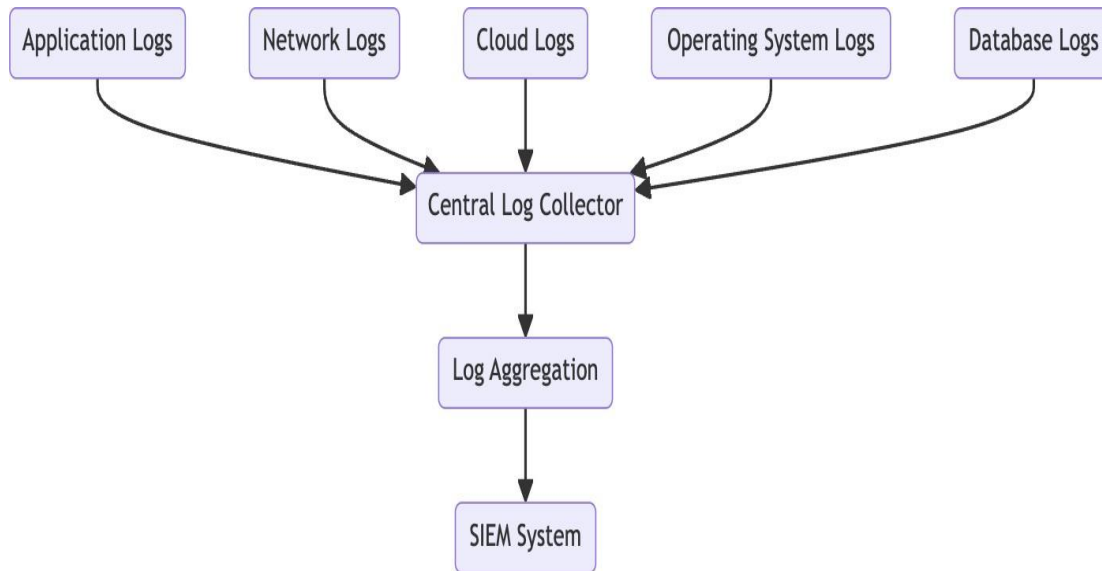 Application Logs
Network Logs
Cloud Logs
Operating System Logs
Database Logs
Central Log Collector
Log Aggregation
SIEM System